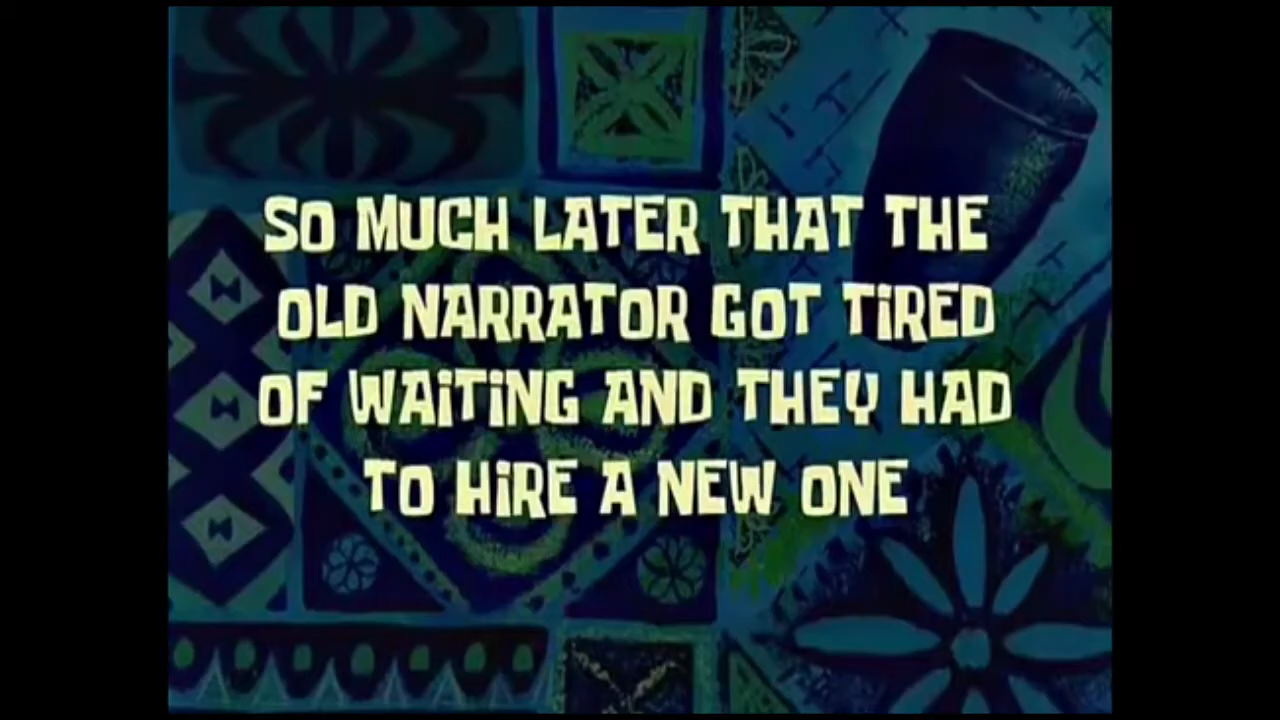 SO MUCH LATER THAT THE
OLD NARRATOR GOT TiRED
OF WAiTiNG AND THEY HAD
TO HiRE A NEW ONE